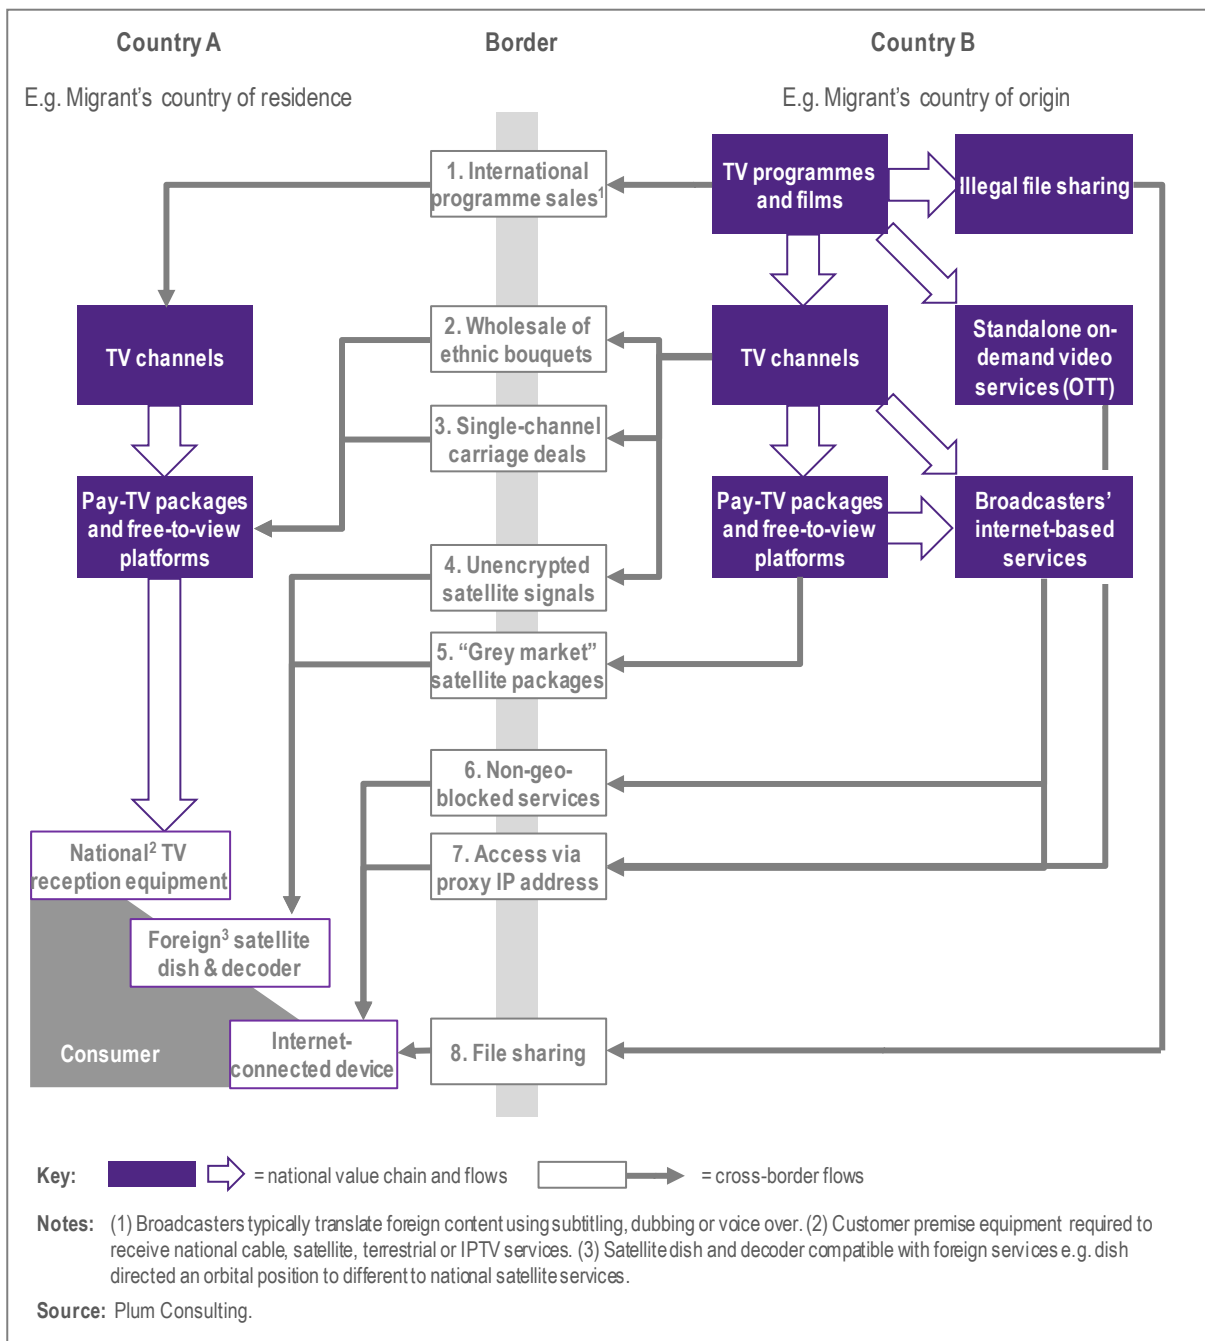 Country A
Border
Country B
E.g. Migrant's country of residence
E.g. Migrant's country of origin
1. International
programme sales1
TV programmes
and films
Illegal file sharing
TV channels
2. Wholesale of
ethnic bouquets
TV channels
Standalone on-
demand video
services (OTT)
3. Single-channel
carriage deals
Pay-TV packages
and free-to-view
platforms
Pay-TV packages
and free-to-view
platforms
Broadcasters'
internet-based
services
4. Unencrypted
satellite signals
5. “Grey market”
satellite packages
6. Non-geo-
blocked services
7. Access via
proxy IP address
National2 TV
reception equipment
Foreign3 satellite
dish & decoder
Consumer
Internet-
connected device
8. File sharing
Key:
= national value chain and flows
= cross-border flows
Notes: (1) Broadcasters typically translate foreign content using subtitling, dubbing or voice over. (2) Customer premise equipment required to
receive national cable, satellite, terrestrial or IPTV services. (3) Satellite dish and decoder compatible with foreign services e.g. dish
directed an orbital position to different to national satellite services.
Source: Plum Consulting.